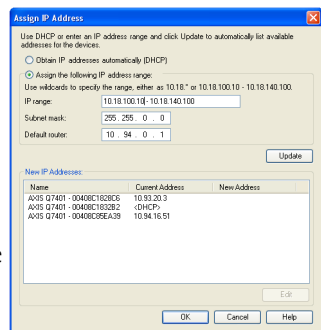 Assign IP Address
Use DHCP or enter an IP address range and click Update to automatically list available
addresses for the devices.
Obtain IP addresses automatically (DHCP)
Assign the following IP address range:
Use wildcards to specify the range, either as 10.18.* or 10.18.100.10 - 10.18.140.100.
IP range: 10.18.100.10 - 10.18.140.100
Subnet mask: 255 . 255 . 0 . 0
Default router: 10 . 94 . 0 . 1
Update
New IP Addresses:
Name Current Address New Address
AXIS Q7401 - 00408C1828C6 10.93.20.3
AXIS Q7401 - 00408C1832B2 <DHCP>
AXIS Q7401 - 00408C85EA39 10.94.16.51
e
Edit
OK Cancel Help